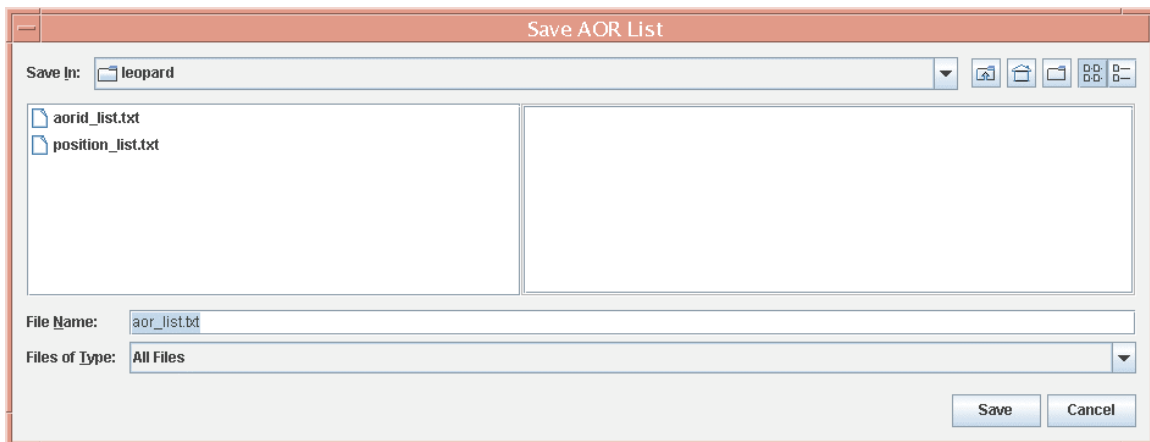 Save AOR List
Save In: leopard
aorid_list.txt
position_list.txt
File Name: aor_list.txt
Files of Type: All Files
Save Cancel